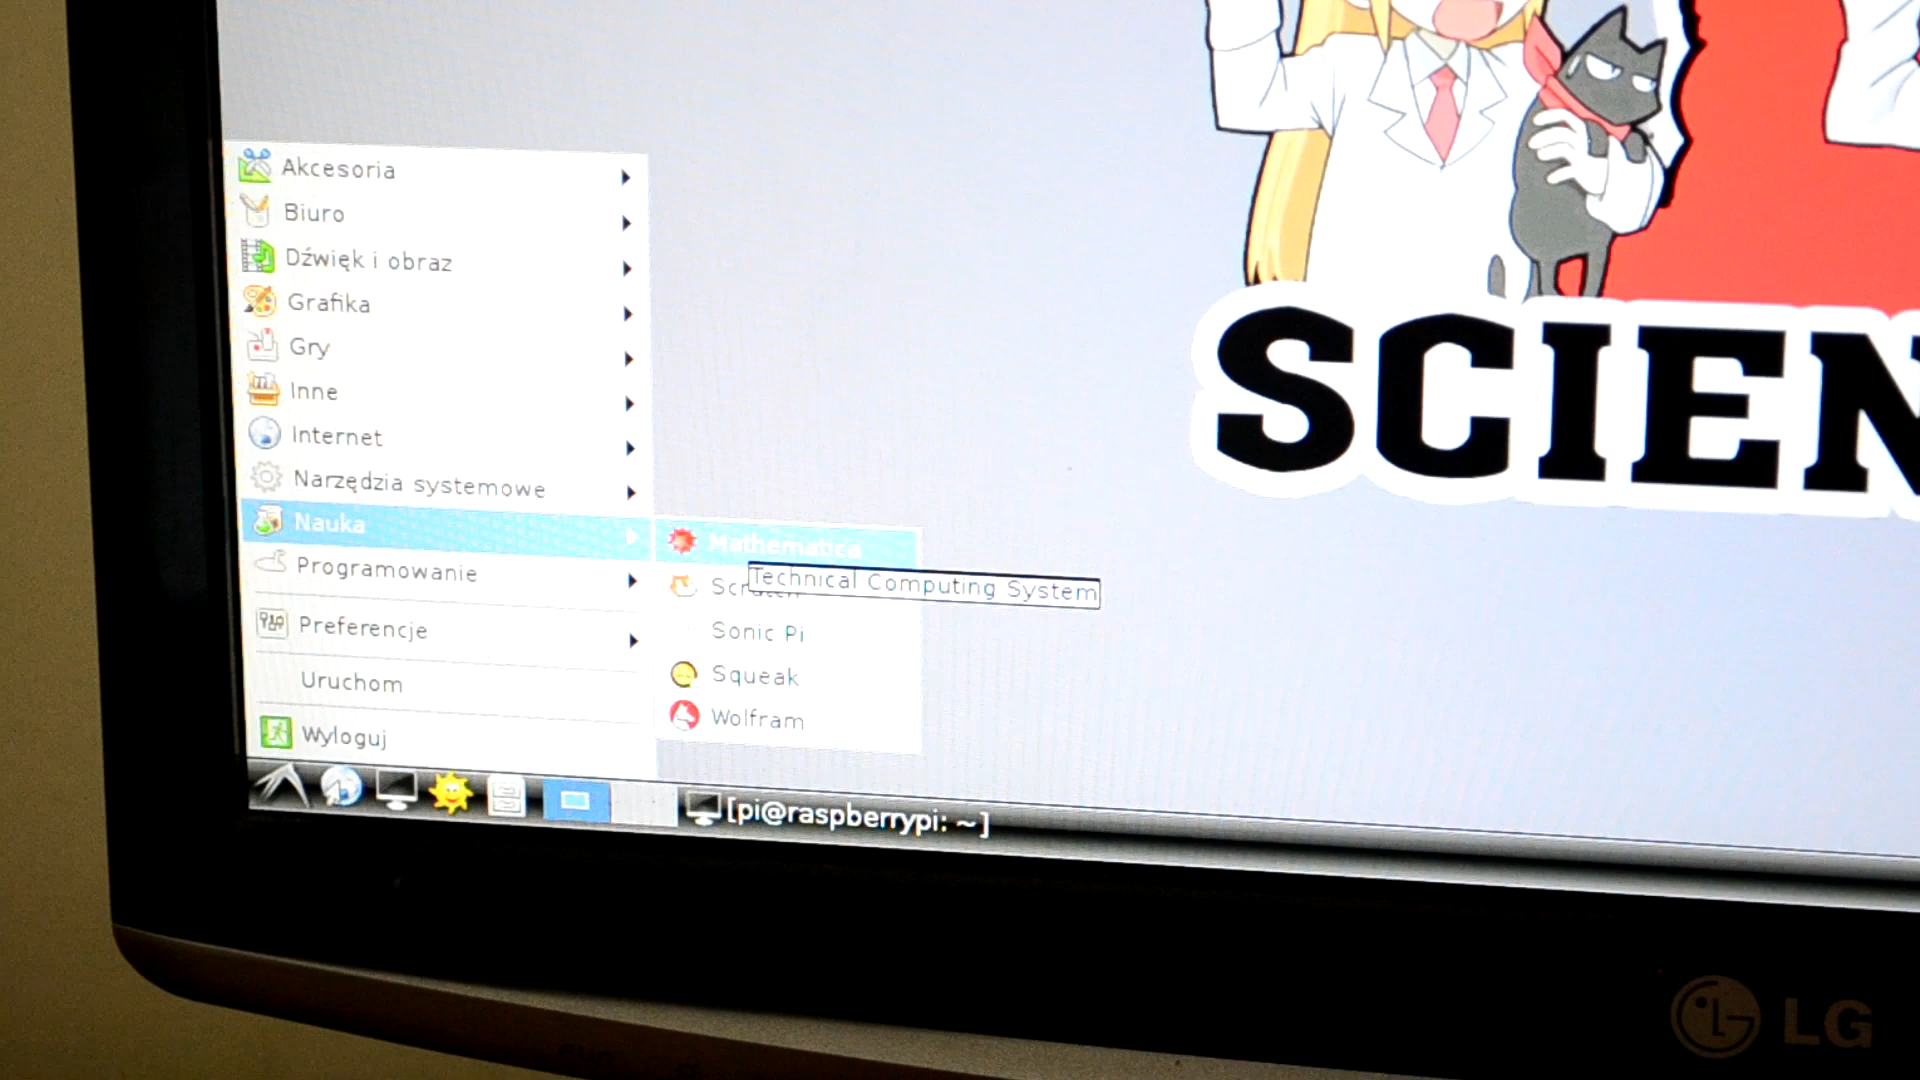 Akcesoria
Biuro
Dźwięk i obraz
Grafika
Gry
Inne
Internet
Narzędzia systemowe
Nauka
Programowanie
Preferencje
Uruchom
Wyloguj
Mathematica
Technical Computing System
Scratch
Sonic Pi
Squeak
Wolfram
[pi@raspberrypi: ~]
SCIEN
LG